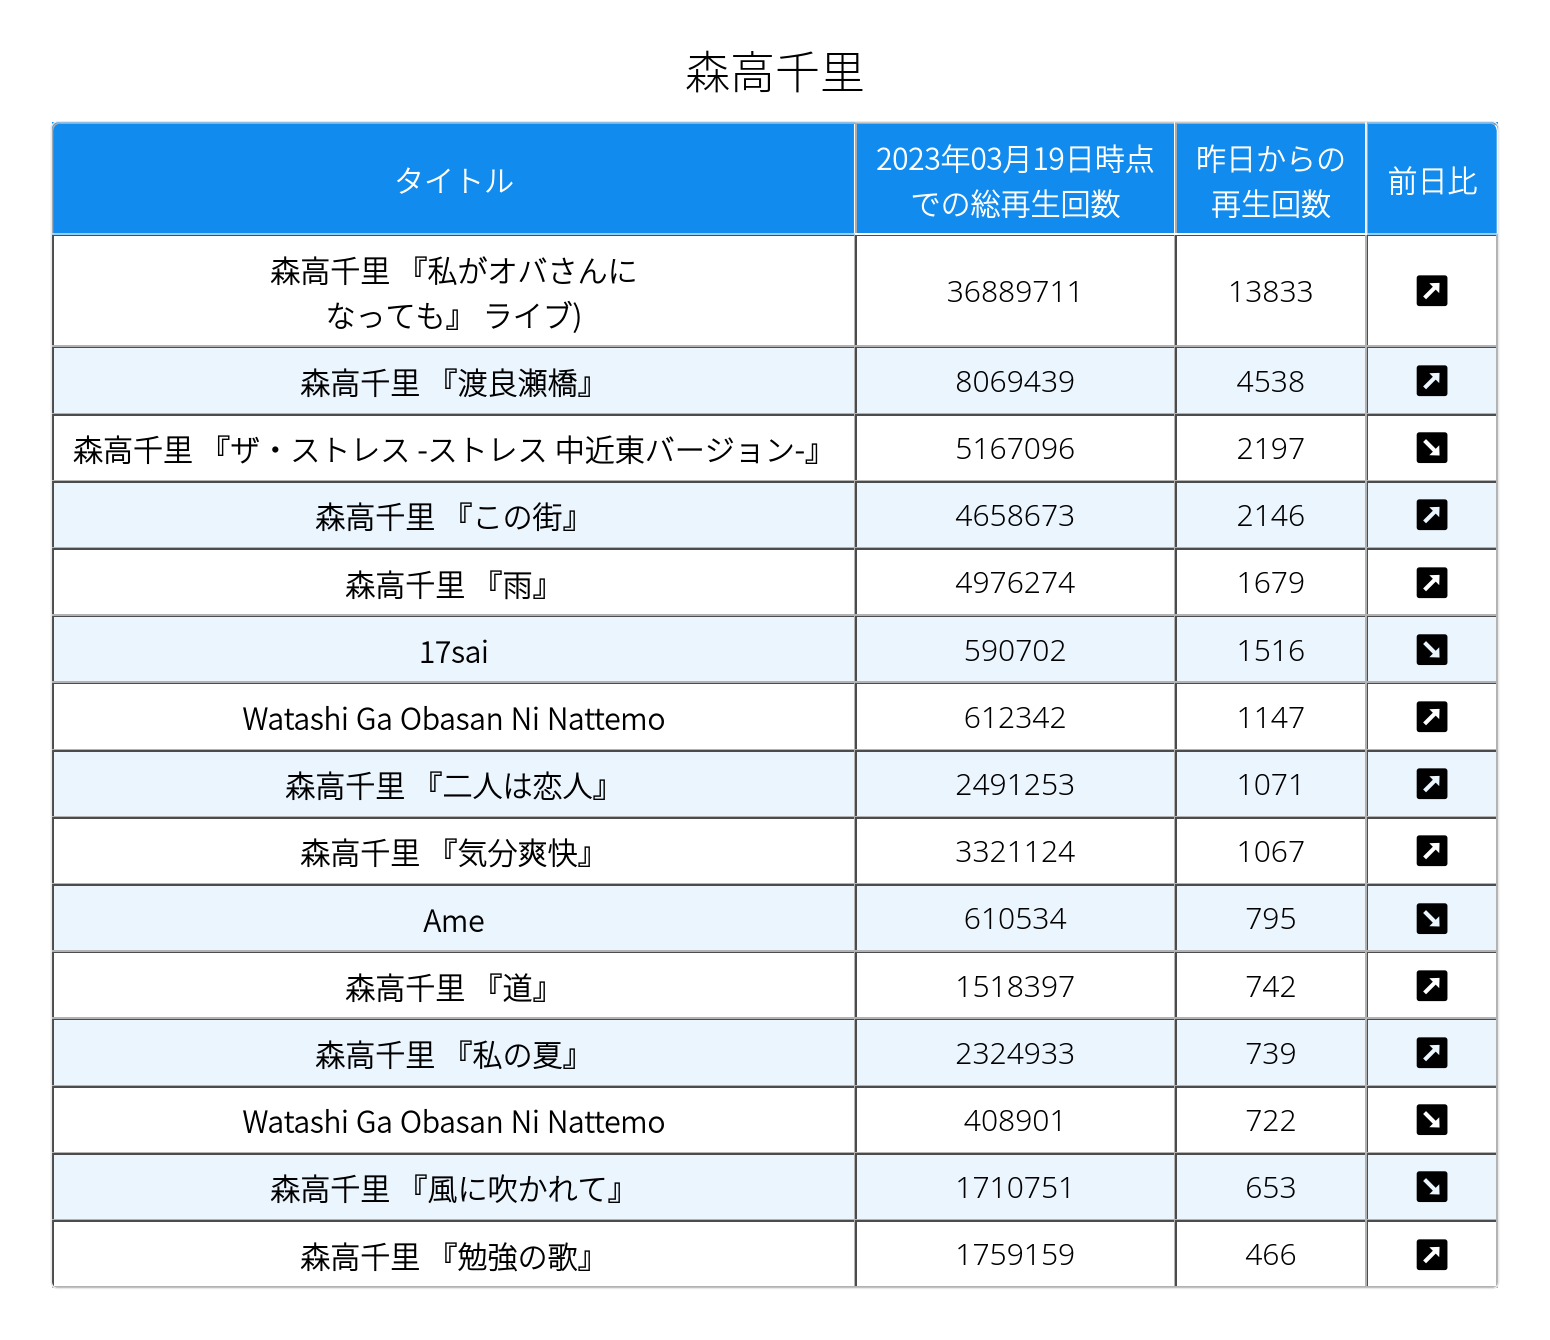 森高千里
タイトル
2023年03月19日時点
での総再生回数
昨日からの
再生回数
前日比
森高千里 『私がオバさんに
なっても』 ライブ)
36889711
13833
森高千里 『渡良瀬橋』
8069439
4538
森高千里 『ザ・ストレス -ストレス 中近東バージョン-』
5167096
2197
森高千里 『この街』
4658673
2146
森高千里 『雨』
4976274
1679
17sai
590702
1516
Watashi Ga Obasan Ni Nattemo
612342
1147
森高千里 『二人は恋人』
2491253
1071
森高千里 『気分爽快』
3321124
1067
Ame
610534
795
森高千里 『道』
1518397
742
森高千里 『私の夏』
2324933
739
Watashi Ga Obasan Ni Nattemo
408901
722
森高千里 『風に吹かれて』
1710751
653
森高千里 『勉強の歌』
1759159
466